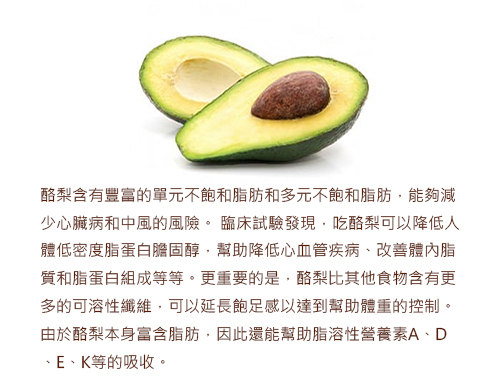 酪梨含有豐富的單元不飽和脂肪和多元不飽和脂肪，能夠減
少心臟病和中風的風險。 臨床試驗發現，吃酪梨可以降低人
體低密度脂蛋白膽固醇，幫助降低心血管疾病、改善體內脂
質和脂蛋白組成等等。更重要的是，酪梨比其他食物含有更
多的可溶性纖維，可以延長飽足感以達到幫助體重的控制。
由於酪梨本身富含脂肪，因此還能幫助脂溶性營養素A、D
、E、K等的吸收。